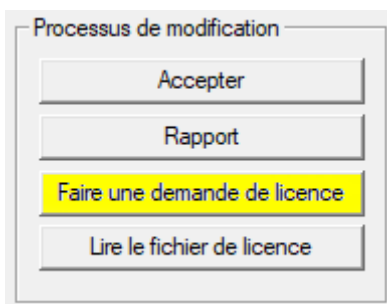 Processus de modification
Accepter
Rapport
Faire une demande de licence
Lire le fichier de licence